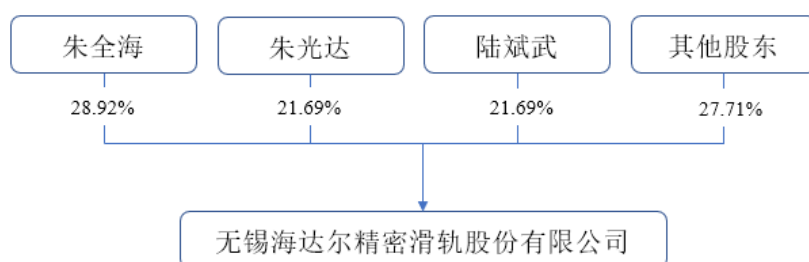 朱全海 朱光达 陆斌武 其他股东
28.92% 21.69% 21.69% 27.71%
无锡海达尔精密滑轨股份有限公司